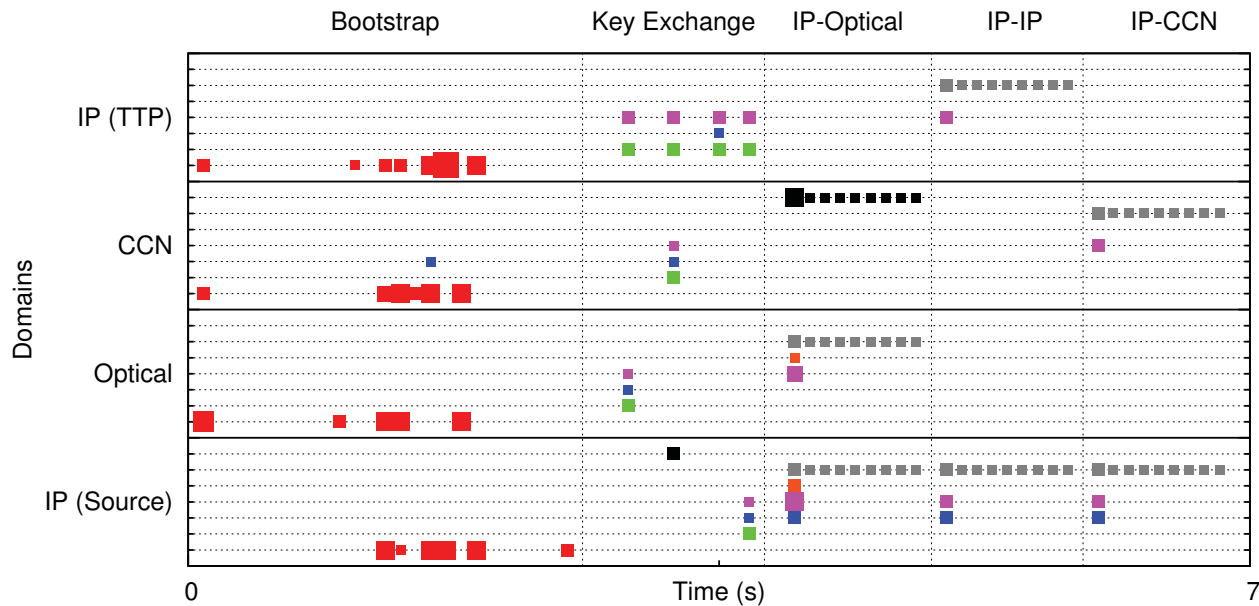 Bootstrap Key Exchange IP-Optical IP-IP IP-CCN
IP (TTP)
CCN
Domains
Optical
IP (Source)
0 Time (s) 7